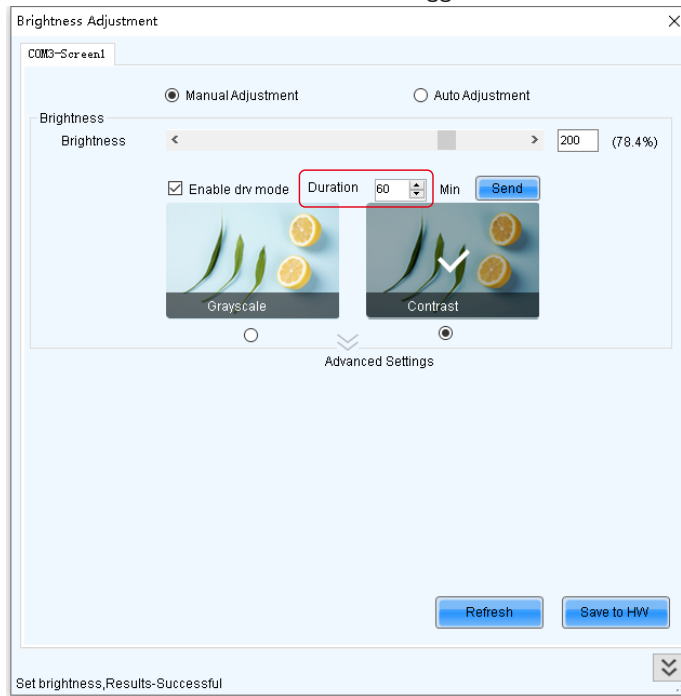 gg
Brightness Adjustment
COM3-Screen1
Manual Adjustment Auto Adjustment
Brightness
Brightness 200 (78.4%)
Enable drv mode Duration 60 Min Send
Grayscale Contrast
Advanced Settings
Refresh Save to HW
Set brightness,Results-Successful